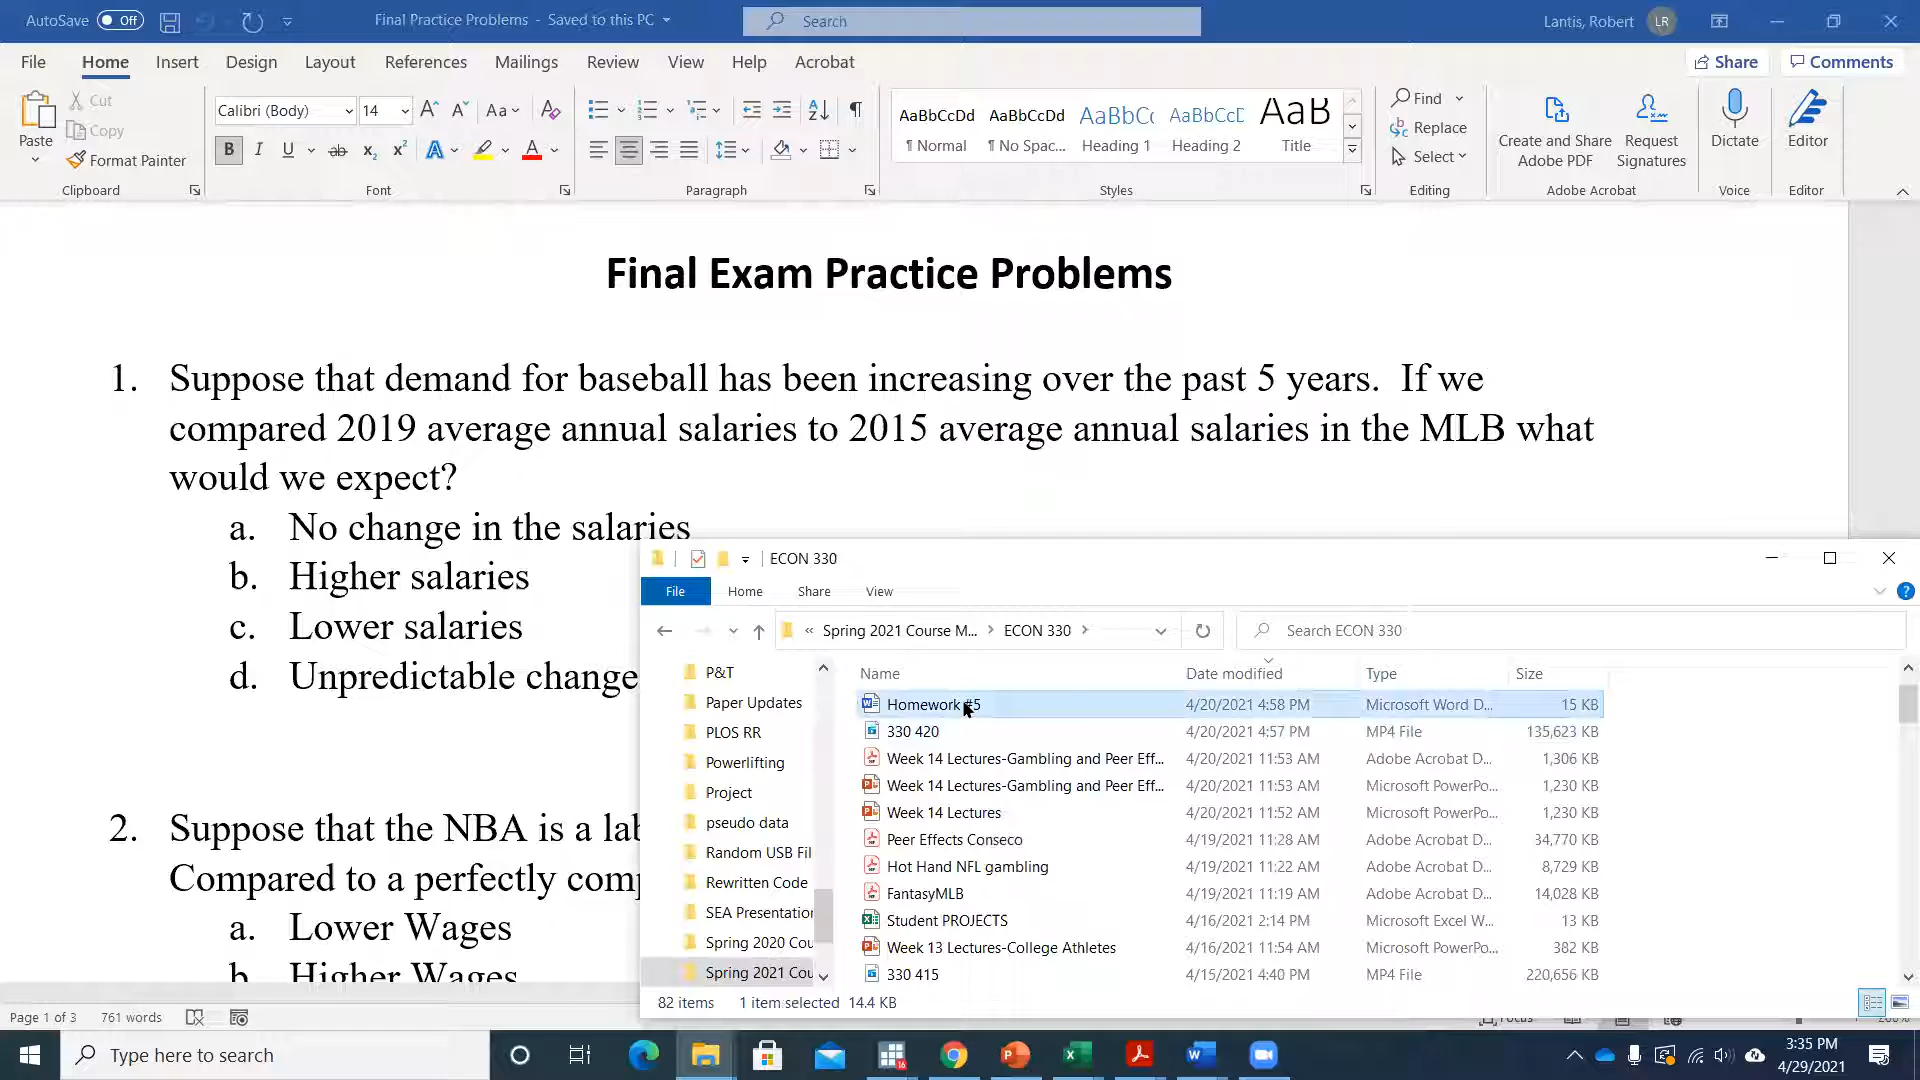 AutoSave Off Final Practice Problems - Saved to this PC Search Lantis, Robert LR
File Home Insert Design Layout References Mailings Review View Help Acrobat Share Comments
Paste Cut Copy Format Painter Clipboard
Calibri (Body) 14 Aa B I U ab x₂ x² A A Font
Paragraph
AaBbCcDd ¶ Normal AaBbCcDd ¶ No Spac... AaBbCc Heading 1 AaBbCcD Heading 2 AaB Title Styles
Find Replace Select Editing
Create and Share Adobe PDF Request Signatures Adobe Acrobat
Dictate Voice Editor Editor
Final Exam Practice Problems
1. Suppose that demand for baseball has been increasing over the past 5 years. If we
compared 2019 average annual salaries to 2015 average annual salaries in the MLB what
would we expect?
a. No change in the salaries
b. Higher salaries
c. Lower salaries
d. Unpredictable change
2. Suppose that the NBA is a lab
Compared to a perfectly comp
a. Lower Wages
b. Higher Wages
ECON 330
File Home Share View
« Spring 2021 Course M... > ECON 330 > Search ECON 330
P&T
Paper Updates
PLOS RR
Powerlifting
Project
pseudo data
Random USB Fil
Rewritten Code
SEA Presentation
Spring 2020 Cou
Spring 2021 Cou
Name Date modified Type Size
Homework #5 4/20/2021 4:58 PM Microsoft Word D... 15 KB
330 420 4/20/2021 4:57 PM MP4 File 135,623 KB
Week 14 Lectures-Gambling and Peer Eff... 4/20/2021 11:53 AM Adobe Acrobat D... 1,306 KB
Week 14 Lectures-Gambling and Peer Eff... 4/20/2021 11:53 AM Microsoft PowerPo... 1,230 KB
Week 14 Lectures 4/20/2021 11:52 AM Microsoft PowerPo... 1,230 KB
Peer Effects Conseco 4/19/2021 11:28 AM Adobe Acrobat D... 34,770 KB
Hot Hand NFL gambling 4/19/2021 11:22 AM Adobe Acrobat D... 8,729 KB
FantasyMLB 4/19/2021 11:19 AM Adobe Acrobat D... 14,028 KB
Student PROJECTS 4/16/2021 2:14 PM Microsoft Excel W... 13 KB
Week 13 Lectures-College Athletes 4/16/2021 11:54 AM Microsoft PowerPo... 382 KB
330 415 4/15/2021 4:40 PM MP4 File 220,656 KB
82 items 1 item selected 14.4 KB
Page 1 of 3 761 words Focus
Type here to search
3:35 PM
4/29/2021